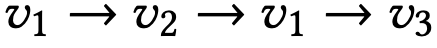 v₁ → v₂ → v₁ → v₃